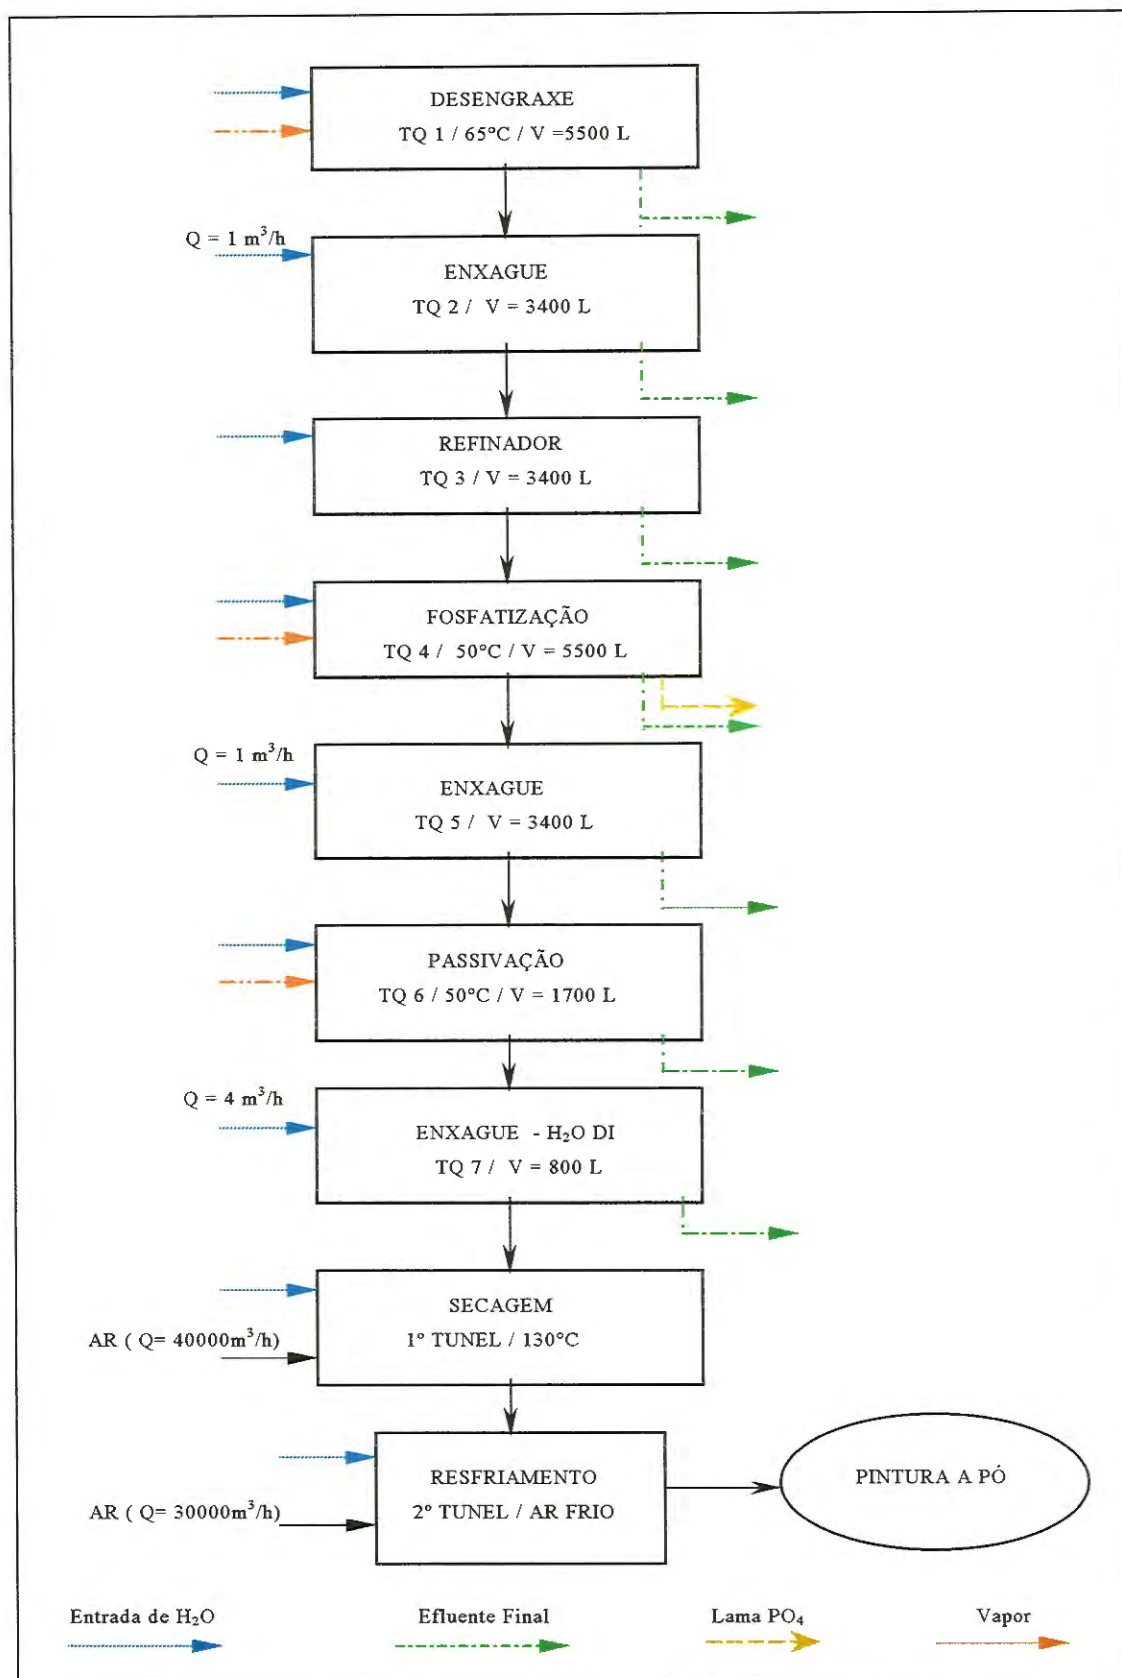 DESENGRAXE
TQ 1 / 65°C / V =5500 L
Q = 1 m³/h
ENXAGUE
TQ 2 / V = 3400 L
REFINADOR
TQ 3 / V = 3400 L
FOSFATIZAÇÃO
TQ 4 / 50°C / V = 5500 L
Q = 1 m³/h
ENXAGUE
TQ 5 / V = 3400 L
PASSIVAÇÃO
TQ 6 / 50°C / V = 1700 L
Q = 4 m³/h
ENXAGUE - H₂O DI
TQ 7 / V = 800 L
SECAGEM
1º TUNEL / 130°C
AR ( Q= 40000m³/h)
RESFRIAMENTO
2º TUNEL / AR FRIO
AR ( Q= 30000m³/h)
PINTURA A PÓ
Entrada de H₂O
Efluente Final
Lama PO₄
Vapor